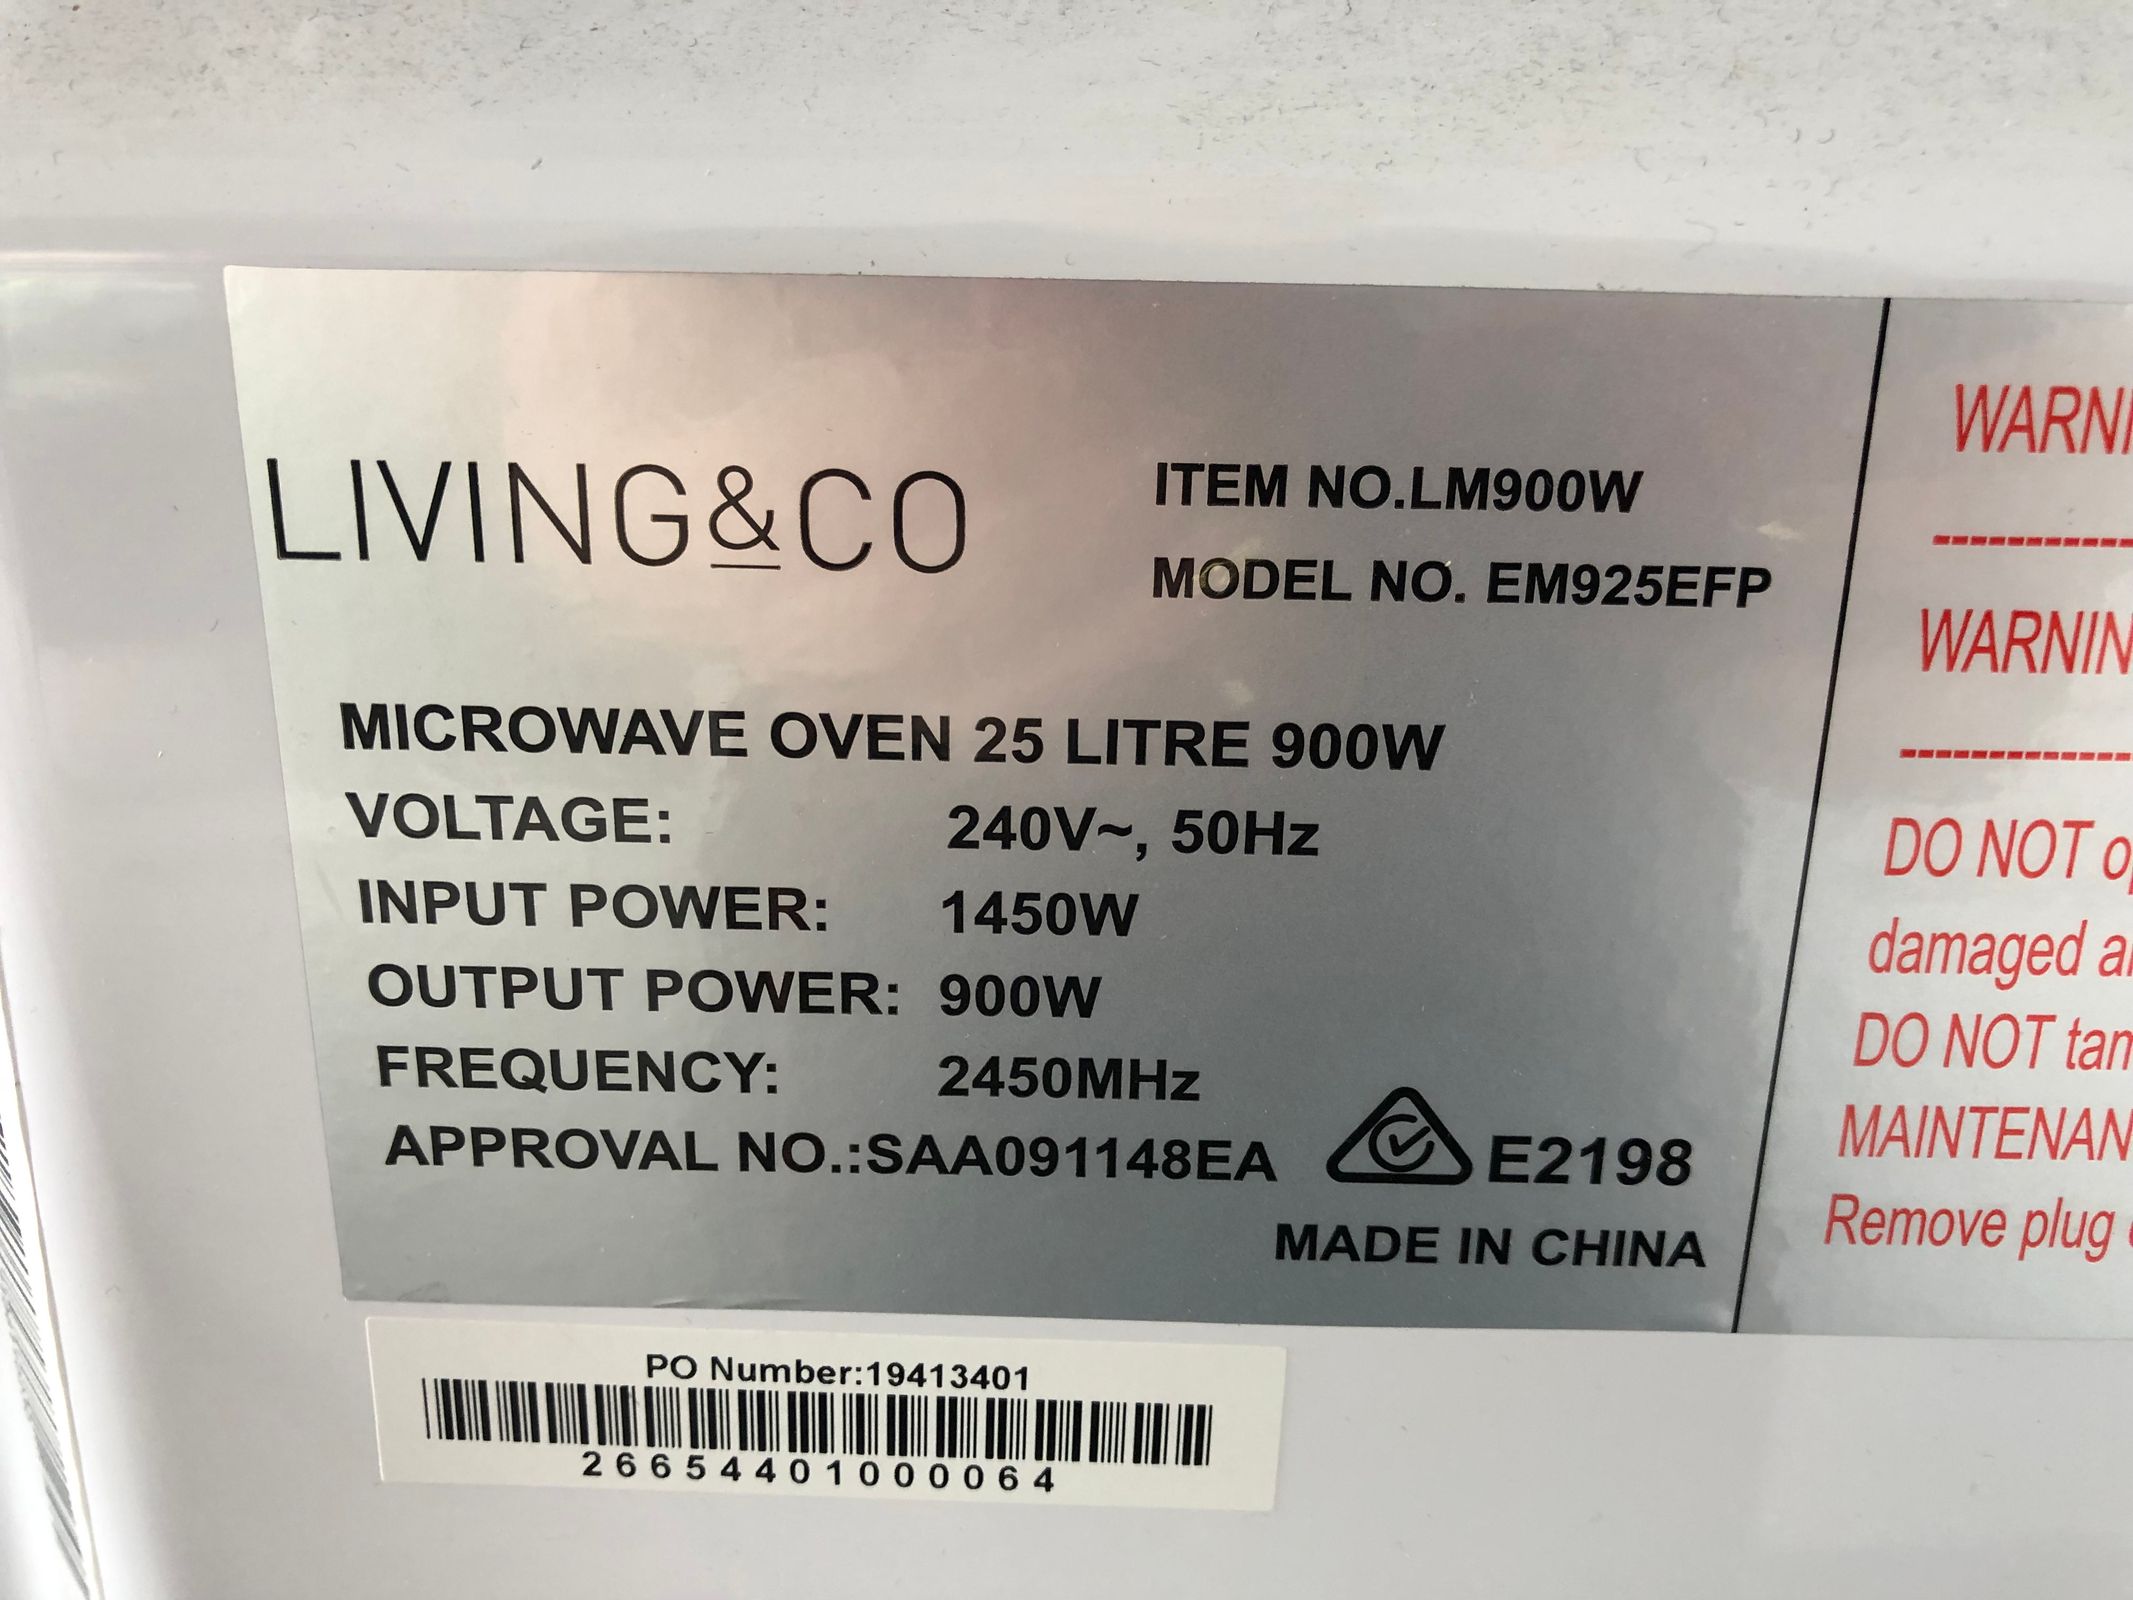 LIVING&CO
ITEM NO.LM900W
MODEL NO. EM925EFP
MICROWAVE OVEN 25 LITRE 900W
VOLTAGE: 240V~, 50Hz
INPUT POWER: 1450W
OUTPUT POWER: 900W
FREQUENCY: 2450MHz
APPROVAL NO.:SAA091148EA E2198
MADE IN CHINA
PO Number:19413401
26654401000064
DO NOT
damaged
DO NOT
Remove plug